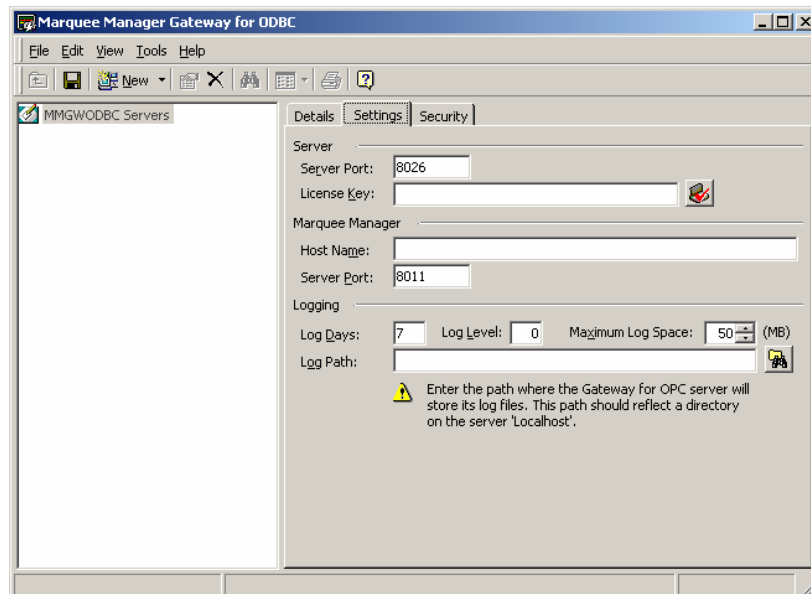 Marquee Manager Gateway for ODBC
File Edit View Tools Help
New
MMGWODBC Servers
Details Settings Security
Server
Server Port: 8026
License Key:
Marquee Manager
Host Name:
Server Port: 8011
Logging
Log Days: 7 Log Level: 0 Maximum Log Space: 50 (MB)
Log Path:
Enter the path where the Gateway for OPC server will
store its log files. This path should reflect a directory
on the server 'Localhost'.